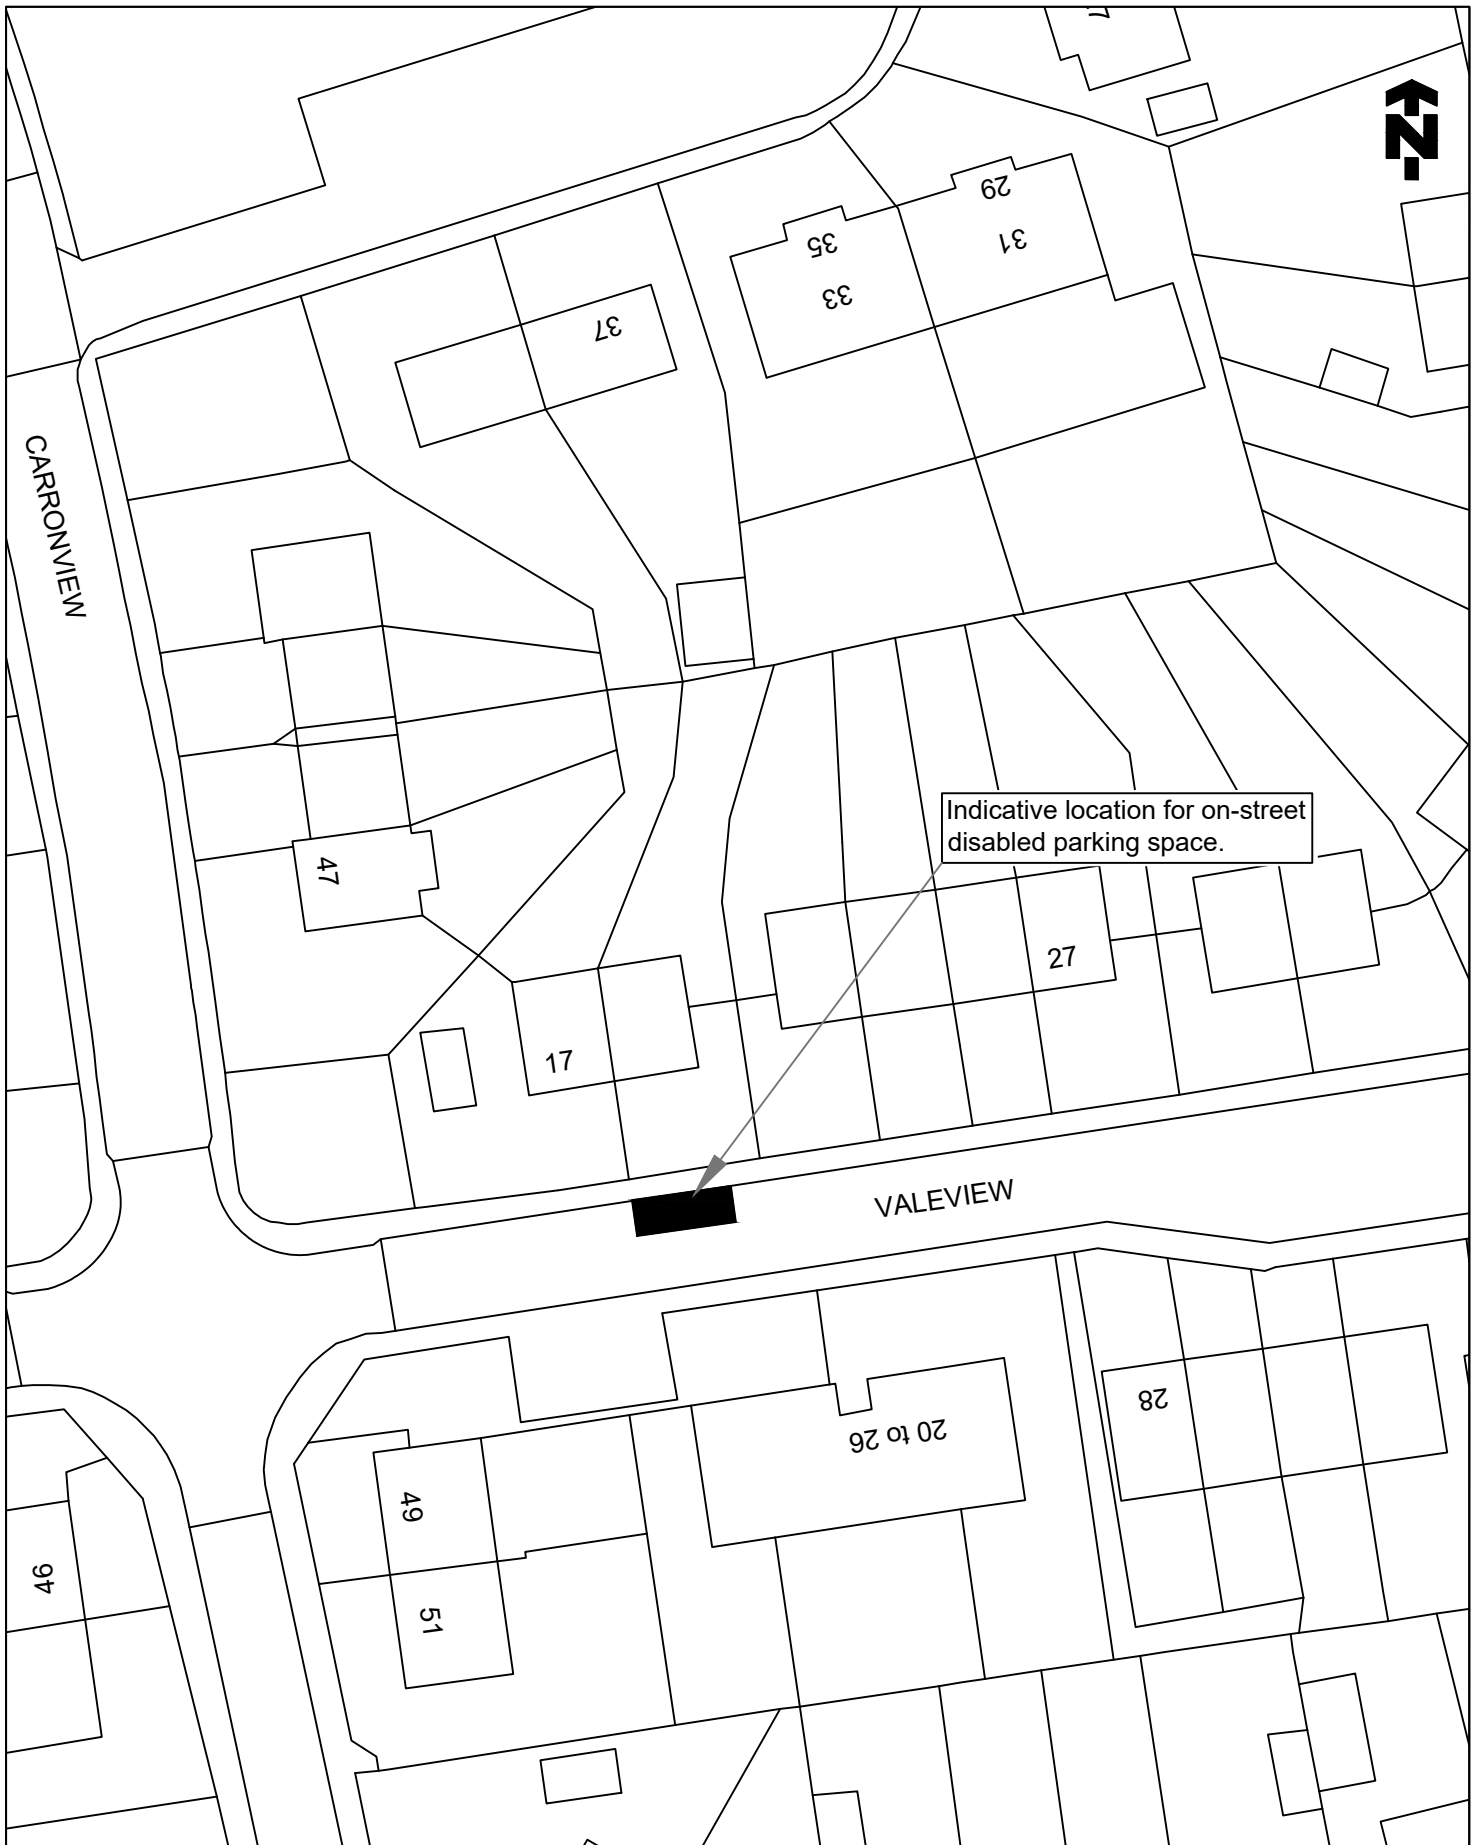 7
N
29
31
35
33
37
CARRONVIEW
Indicative location for on-street
disabled parking space.
47
27
17
VALEVIEW
28
20 to 26
49
46
51